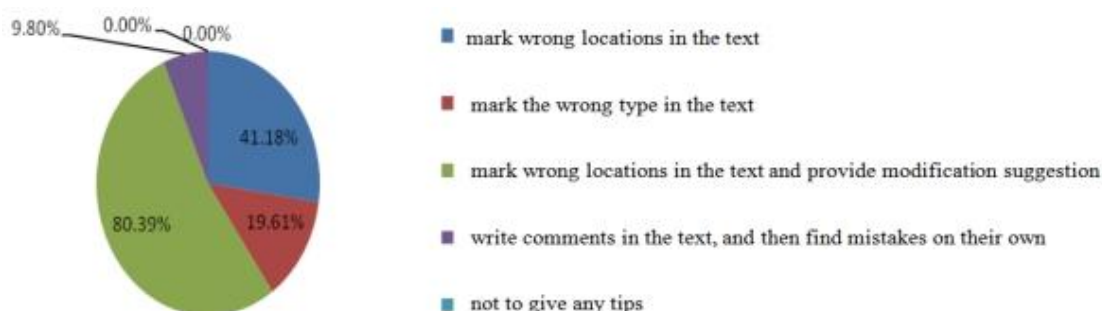 9.80%
0.00%
0.00%
41.18%
19.61%
80.39%
mark wrong locations in the text
mark the wrong type in the text
mark wrong locations in the text and provide modification suggestion
write comments in the text, and then find mistakes on their own
not to give any tips